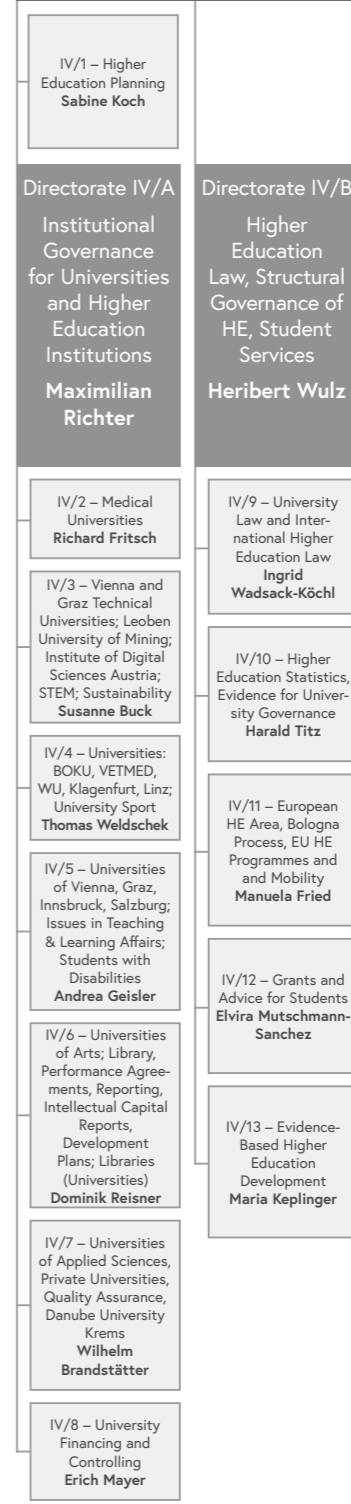 IV/1 – Higher
Education Planning
Sabine Koch
Directorate IV/A
Institutional
Governance
for Universities
and Higher
Education
Institutions
Maximilian
Richter
IV/2 – Medical
Universities
Richard Fritsch
IV/3 – Vienna and
Graz Technical
Universities; Leoben
University of Mining;
Institute of Digital
Sciences Austria;
STEM; Sustainability
Susanne Buck
IV/4 – Universities:
BOKU, VETMED,
WU, Klagenfurt, Linz;
University Sport
Thomas Weldschek
IV/5 – Universities
of Vienna, Graz,
Innsbruck, Salzburg;
Issues in Teaching
& Learning Affairs;
Students with
Disabilities
Andrea Geisler
IV/6 – Universities
of Arts; Library,
Performance Agree-
ments, Reporting,
Intellectual Capital
Reports,
Development
Plans; Libraries
(Universities)
Dominik Reisner
IV/7 – Universities
of Applied Sciences,
Private Universities,
Quality Assurance,
Danube University
Krems
Wilhelm
Brandstätter
IV/8 – University
Financing and
Controlling
Erich Mayer
Directorate IV/B
Higher
Education
Law, Structural
Governance of
HE, Student
Services
Heribert Wulz
IV/9 – University
Law and Inter-
national Higher
Education Law
Ingrid
Wadsack-Köchl
IV/10 – Higher
Education Statistics,
Evidence for Univer-
sity Governance
Harald Titz
IV/11 – European
HE Area, Bologna
Process, EU HE
Programmes and
and Mobility
Manuela Fried
IV/12 – Grants and
Advice for Students
Elvira Mutschmann-
Sanchez
IV/13 – Evidence-
Based Higher
Education
Development
Maria Keplinger